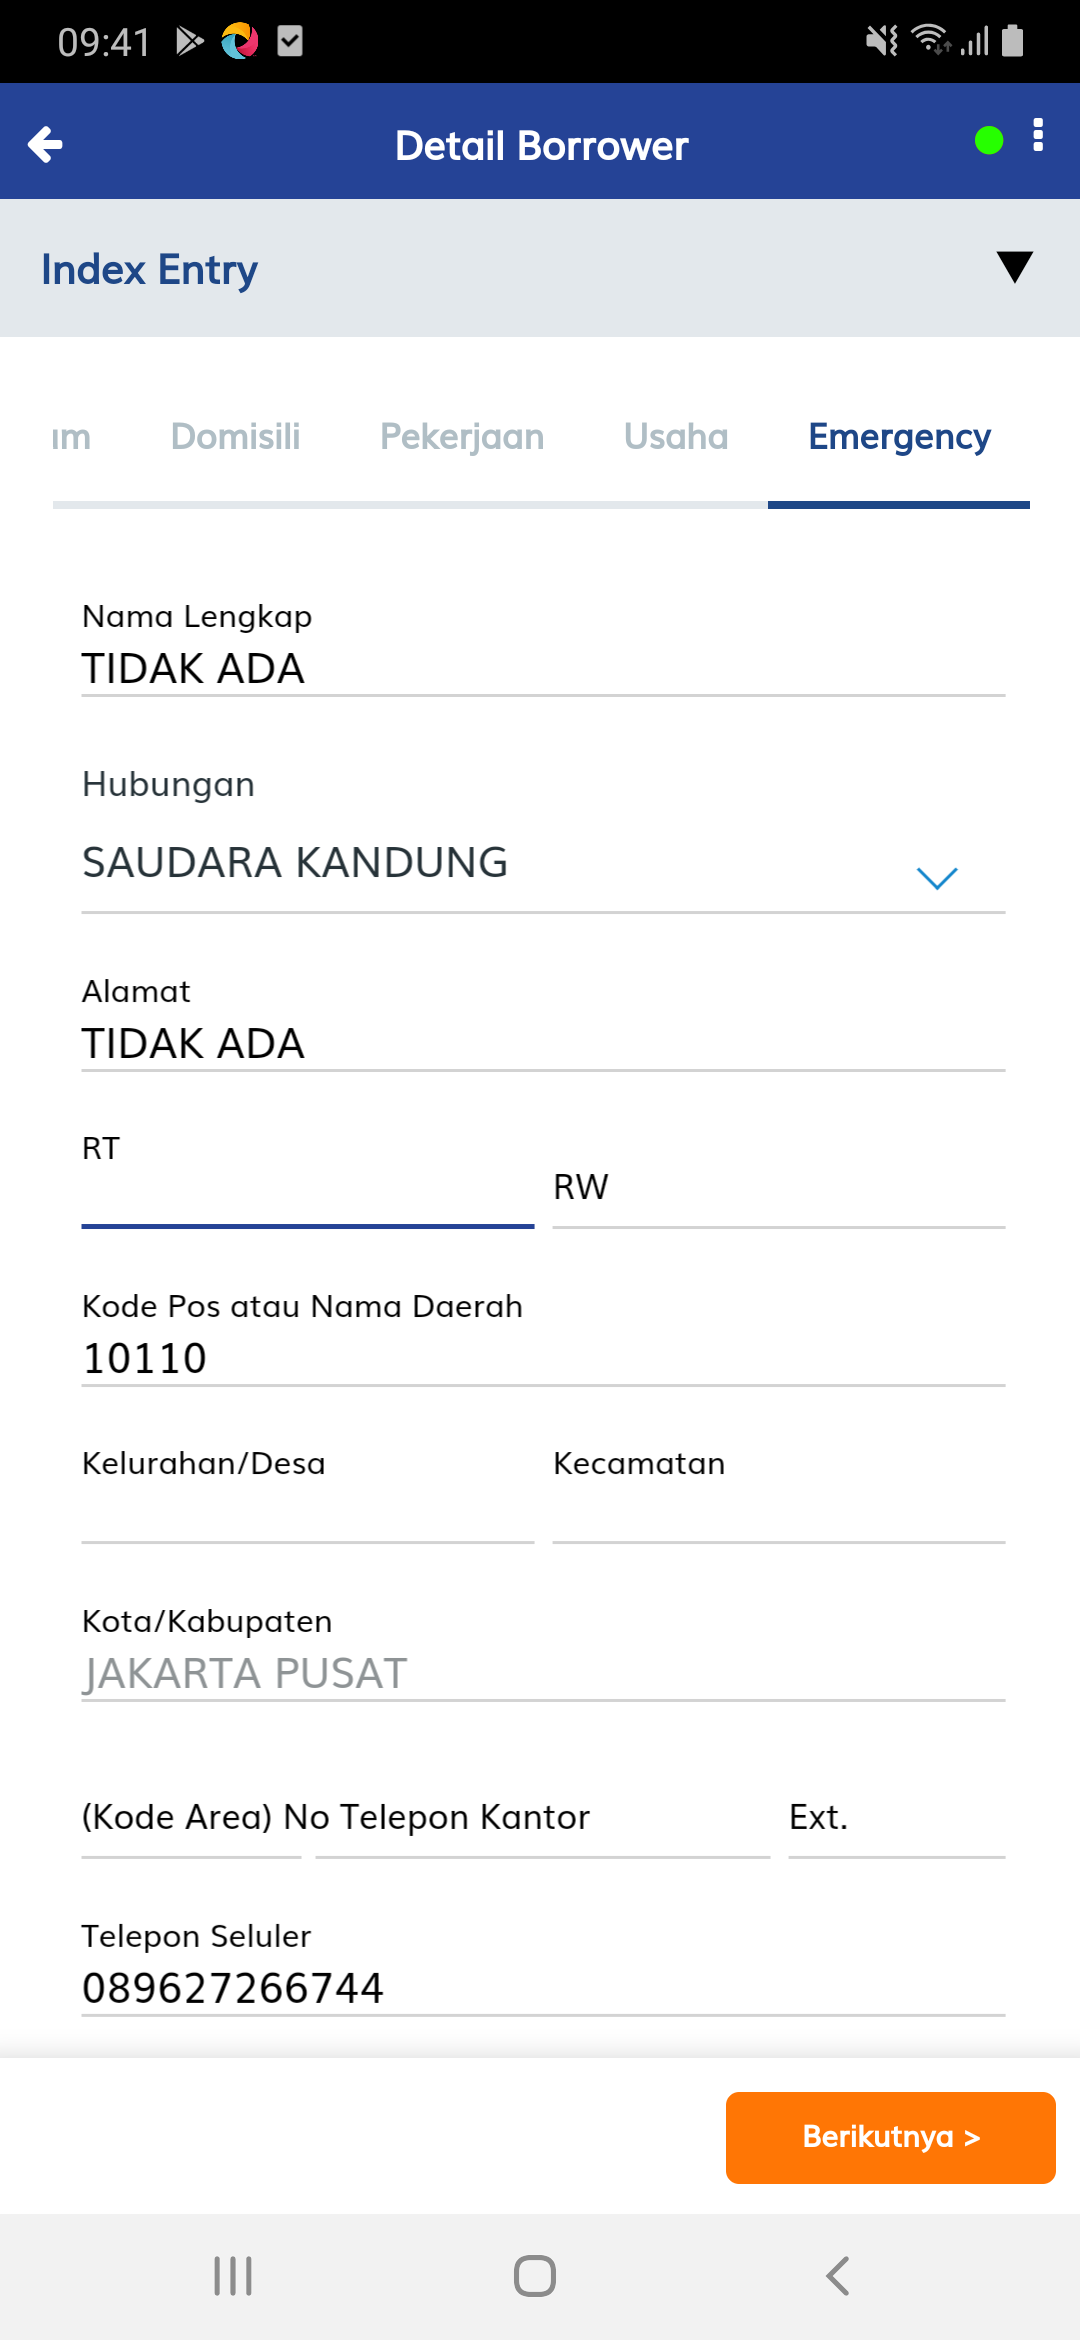 09:41
Detail Borrower
Index Entry
Domisili Pekerjaan Usaha Emergency
Nama Lengkap
TIDAK ADA
Hubungan
SAUDARA KANDUNG
Alamat
TIDAK ADA
RT
RW
Kode Pos atau Nama Daerah
10110
Kelurahan/Desa Kecamatan
Kota/Kabupaten
JAKARTA PUSAT
(Kode Area) No Telepon Kantor Ext.
Telepon Seluler
089627266744
Berikutnya >